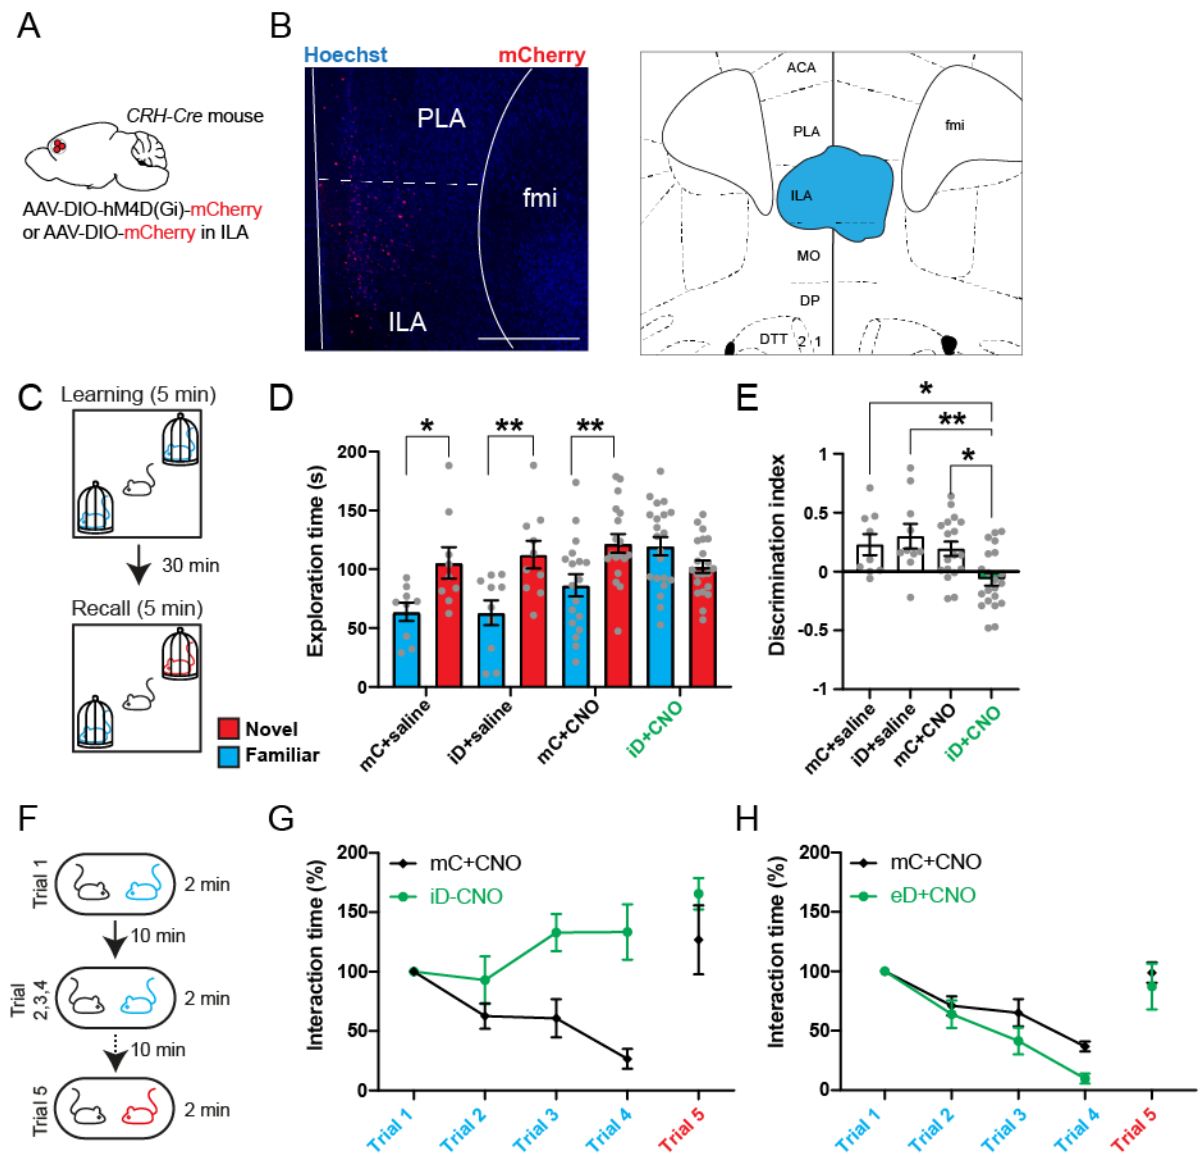 A
CRH-Cre mouse
AAV-DIO-hM4D(Gi)-mCherry
or AAV-DIO-mCherry in ILA
B
Hoechst mCherry
PLA
fmi
ILA
ACA
PLA
fmi
ILA
MO
DP
DTT 2 1
C
Learning (5 min)
30 min
Recall (5 min)
Novel
Familiar
D
Exploration time (s)
200
150
100
50
0
* ** **
mC+saline
iD+saline
mC+CNO
iD+CNO
E
Discrimination index
1
0.5
0
-0.5
-1
*
**
*
mC+saline
iD+saline
mC+CNO
iD+CNO
F
Trial 1
2 min
10 min
Trial
2,3,4
2 min
10 min
Trial 5
2 min
G
Interaction time (%)
200
150
100
50
0
mC+CNO
iD-CNO
Trial 1
Trial 2
Trial 3
Trial 4
Trial 5
H
Interaction time (%)
200
150
100
50
0
mC+CNO
eD+CNO
Trial 1
Trial 2
Trial 3
Trial 4
Trial 5